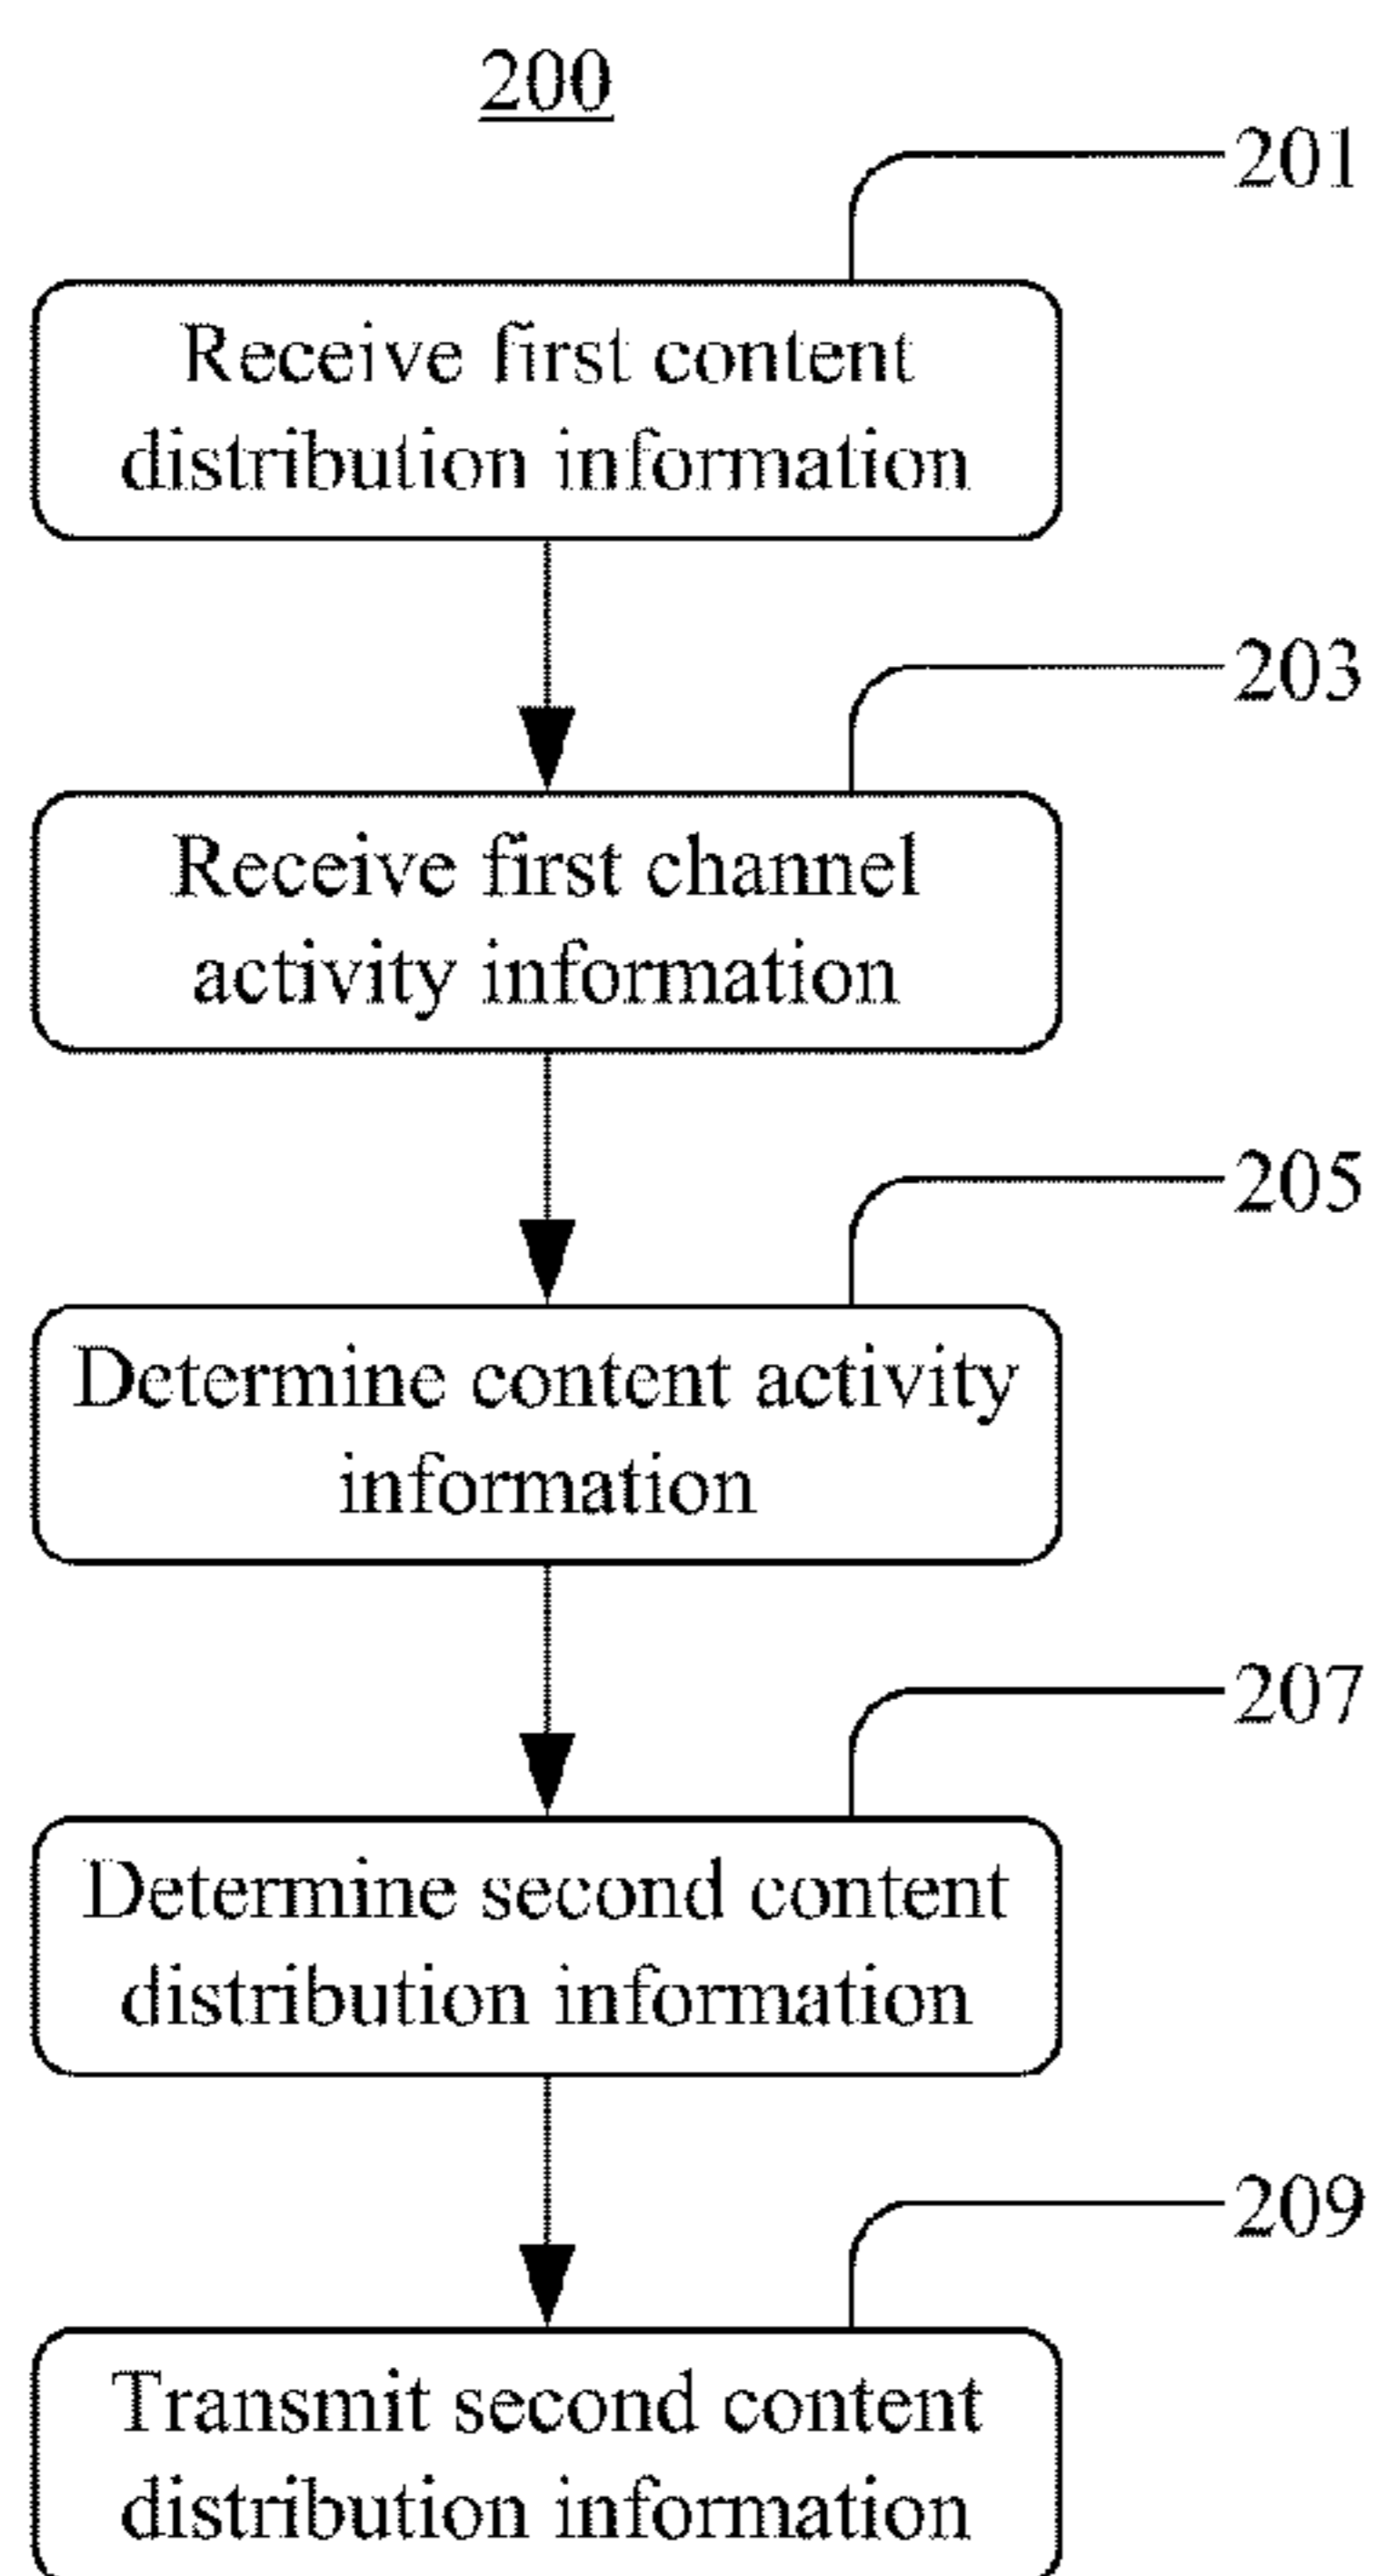 200
201
Receive first content
distribution information
203
Receive first channel
activity information
205
Determine content activity
information
207
Determine second content
distribution information
209
Transmit second content
distribution information